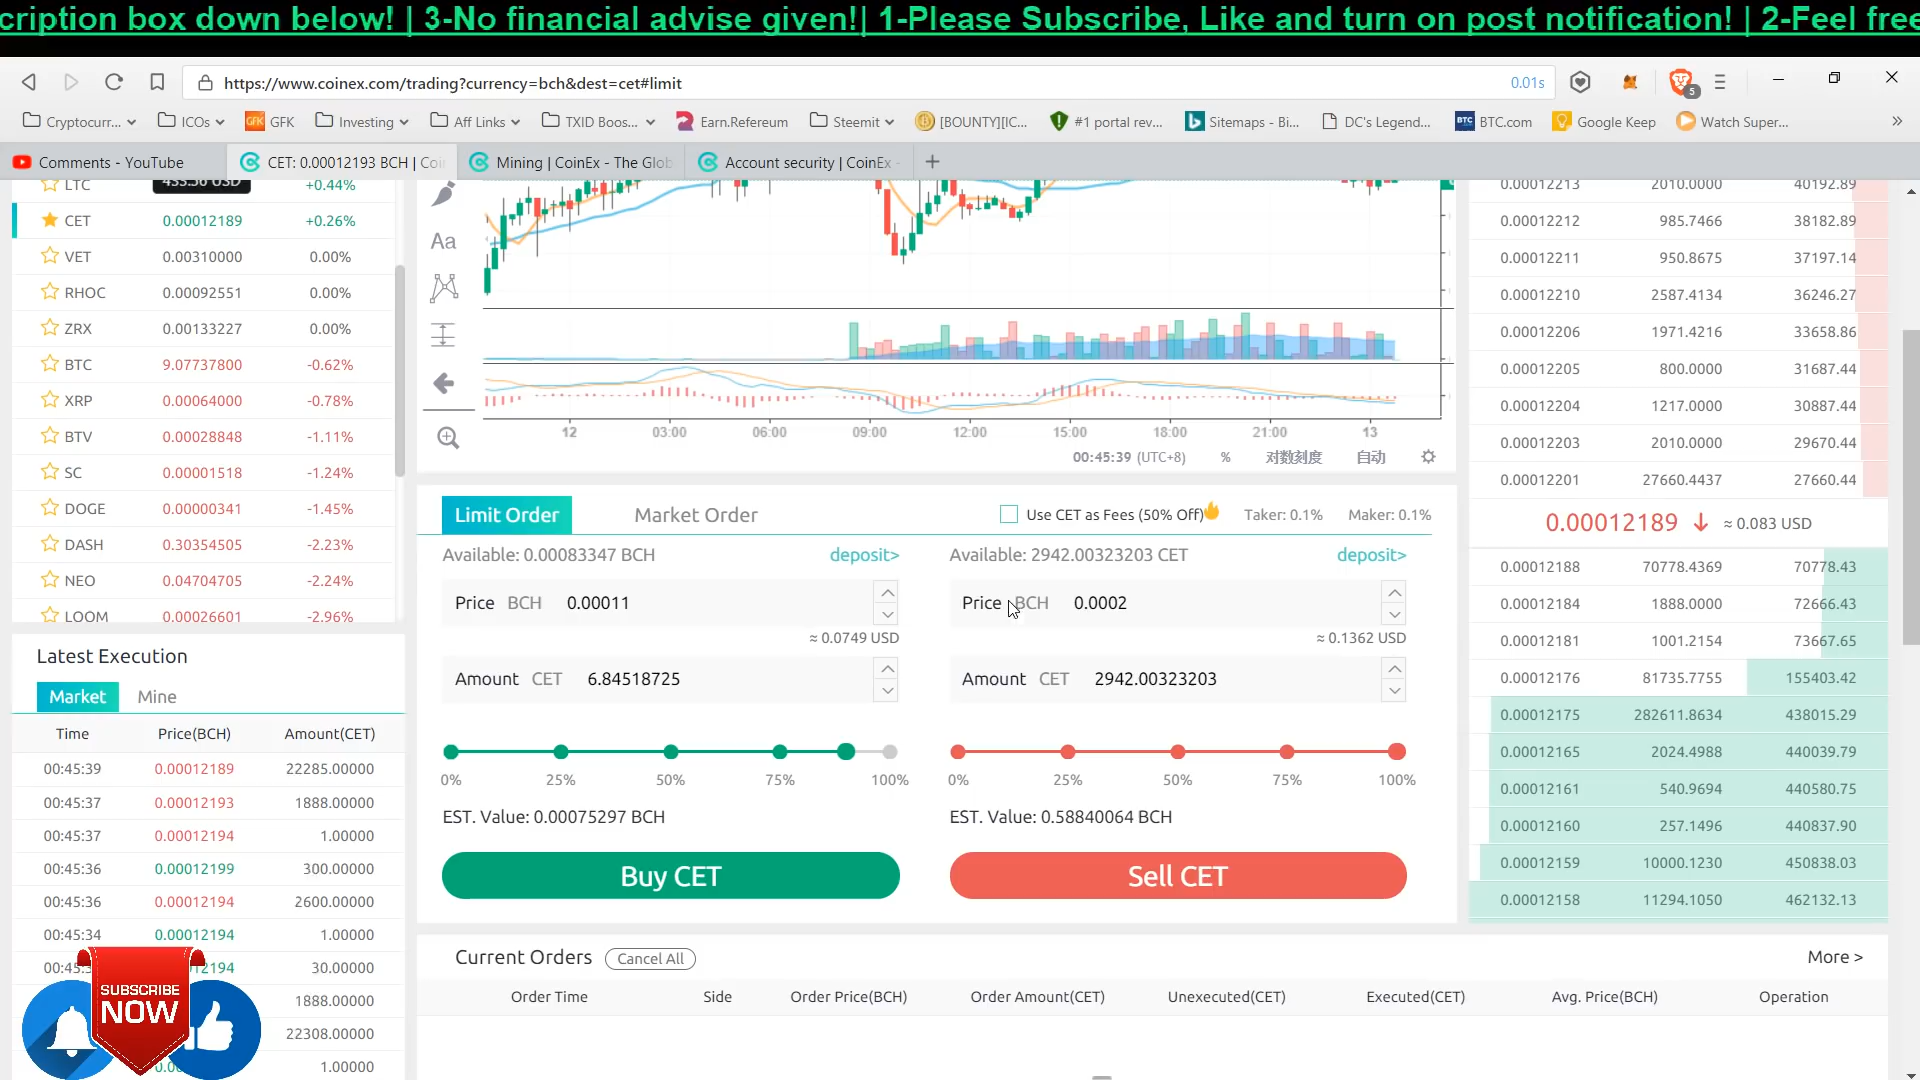 cription box down below! | 3-No financial advise given!| 1-Please Subscribe, Like and turn on post notification! | 2-Feel free
https://www.coinex.com/trading?currency=bch&dest=cet#limit 0.01s 5
Cryptocurr... ICOs GFK Investing Aff Links TXID Boos... Earn.Refereum Steemit [BOUNTY][IC... #1 portal rev... Sitemaps - Bi... DC's Legend... BTC.com Google Keep Watch Super... »
Comments - YouTube CET: 0.00012193 BCH | Coi Mining | CoinEx - The Glob Account security | CoinEx -
LTC 433.56 USD +0.44%
CET 0.00012189 +0.26%
VET 0.00310000 0.00%
RHOC 0.00092551 0.00%
ZRX 0.00133227 0.00%
BTC 9.07737800 -0.62%
XRP 0.00064000 -0.78%
BTV 0.00028848 -1.11%
SC 0.00001518 -1.24%
DOGE 0.00000341 -1.45%
DASH 0.30354505 -2.23%
NEO 0.04704705 -2.24%
LOOM 0.00026601 -2.96%
Latest Execution
Market Mine
Time Price(BCH) Amount(CET)
00:45:39 0.00012189 22285.00000
00:45:37 0.00012193 1888.00000
00:45:37 0.00012194 1.00000
00:45:36 0.00012199 300.00000
00:45:36 0.00012194 2600.00000
00:45:34 0.00012194 1.00000
30.00000
1888.00000
22308.00000
1.00000
SUBSCRIBE
NOW
Aa
12 03:00 06:00 09:00 12:00 15:00 18:00 21:00 13
00:45:39 (UTC+8) % 对数刻度 自动
Limit Order Market Order Use CET as Fees (50% Off) Taker: 0.1% Maker: 0.1%
Available: 0.00083347 BCH deposit> Available: 2942.00323203 CET deposit>
Price BCH 0.00011 Price BCH 0.0002
≈ 0.0749 USD ≈ 0.1362 USD
Amount CET 6.84518725 Amount CET 2942.00323203
0% 25% 50% 75% 100% 0% 25% 50% 75% 100%
EST. Value: 0.00075297 BCH EST. Value: 0.58840064 BCH
Buy CET Sell CET
Current Orders Cancel All More >
Order Time Side Order Price(BCH) Order Amount(CET) Unexecuted(CET) Executed(CET) Avg. Price(BCH) Operation
0.00012213 2010.0000 40192.89
0.00012212 985.7466 38182.89
0.00012211 950.8675 37197.14
0.00012210 2587.4134 36246.27
0.00012206 1971.4216 33658.86
0.00012205 800.0000 31687.44
0.00012204 1217.0000 30887.44
0.00012203 2010.0000 29670.44
0.00012201 27660.4437 27660.44
0.00012189 ↓ ≈ 0.083 USD
0.00012188 70778.4369 70778.43
0.00012184 1888.0000 72666.43
0.00012181 1001.2154 73667.65
0.00012176 81735.7755 155403.42
0.00012175 282611.8634 438015.29
0.00012165 2024.4988 440039.79
0.00012161 540.9694 440580.75
0.00012160 257.1496 440837.90
0.00012159 10000.1230 450838.03
0.00012158 11294.1050 462132.13